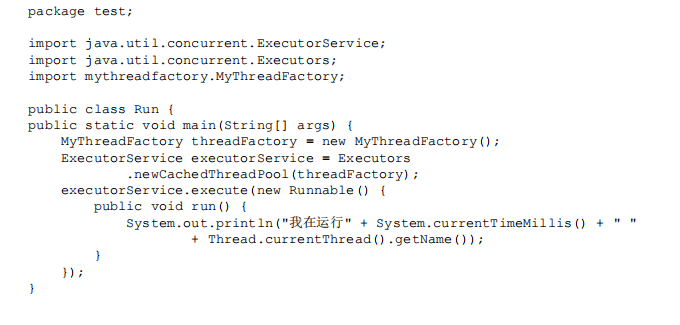 package test;
import java.util.concurrent.ExecutorService;
import java.util.concurrent.Executors;
import mythreadfactory.MyThreadFactory;
public class Run {
public static void main(String[] args) {
MyThreadFactory threadFactory = new MyThreadFactory();
ExecutorService executorService = Executors
.newCachedThreadPool(threadFactory);
executorService.execute(new Runnable() {
public void run() {
System.out.println("我在运行" + System.currentTimeMillis() + " "
+ Thread.currentThread().getName());
}
});
}